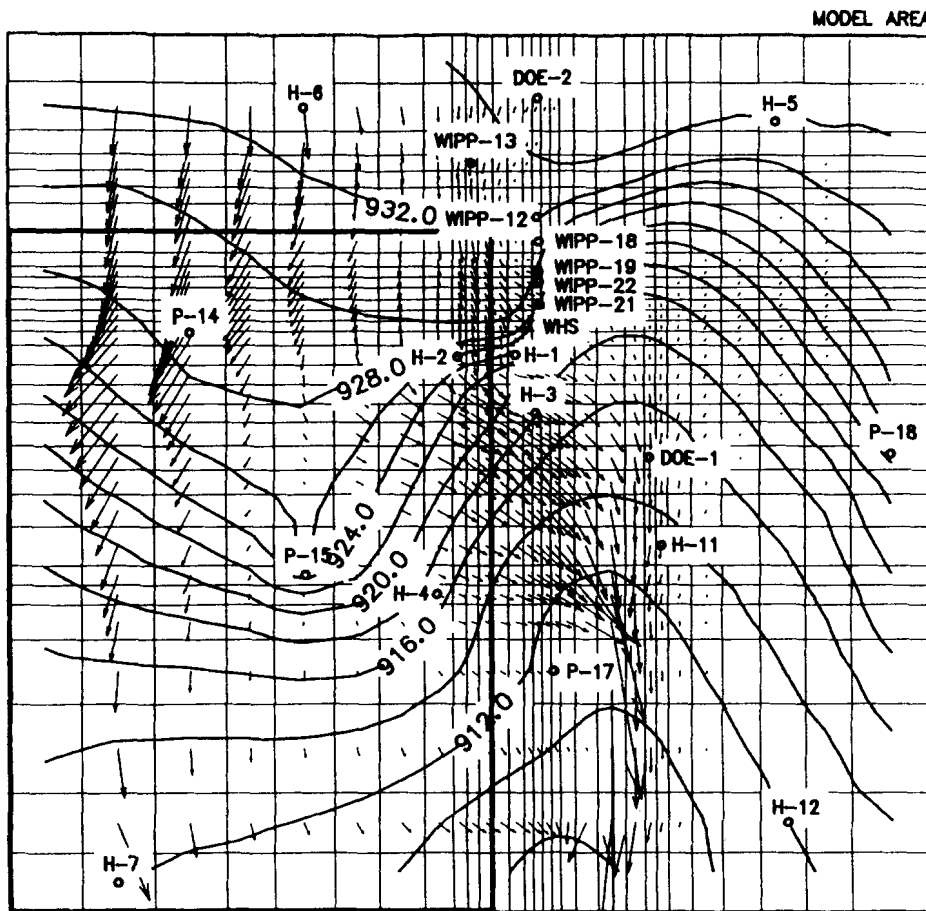 MODEL AREA
DOE-2
H-6
H-5
WIPP-13
932.0
WIPP-12
WIPP-18
WIPP-19
WIPP-22
WIPP-21
P-14
WHS
H-2
H-1
928.0
H-3
P-18
DOE-1
924.0
H-11
P-15
920.0
H-4
916.0
P-17
912.0
H-12
H-7